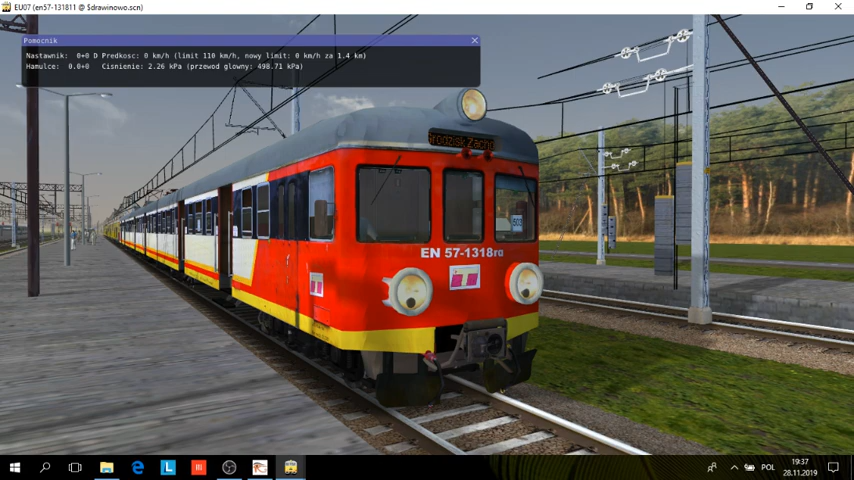 EU07 (en57-131811 @ $drawinowo.scn)
Pomocnik
Nastawnik: 0+0 D Predkosc: 0 km/h (limit 110 km/h, nowy limit: 0 km/h za 1.4 km)
Hamulce: 0.0+0 Cisnienie: 2.26 kPa (przewod glowny: 498.71 kPa)
Grodzisk Zach
EN 57-1318ra
POL
19:37
28.11.2019